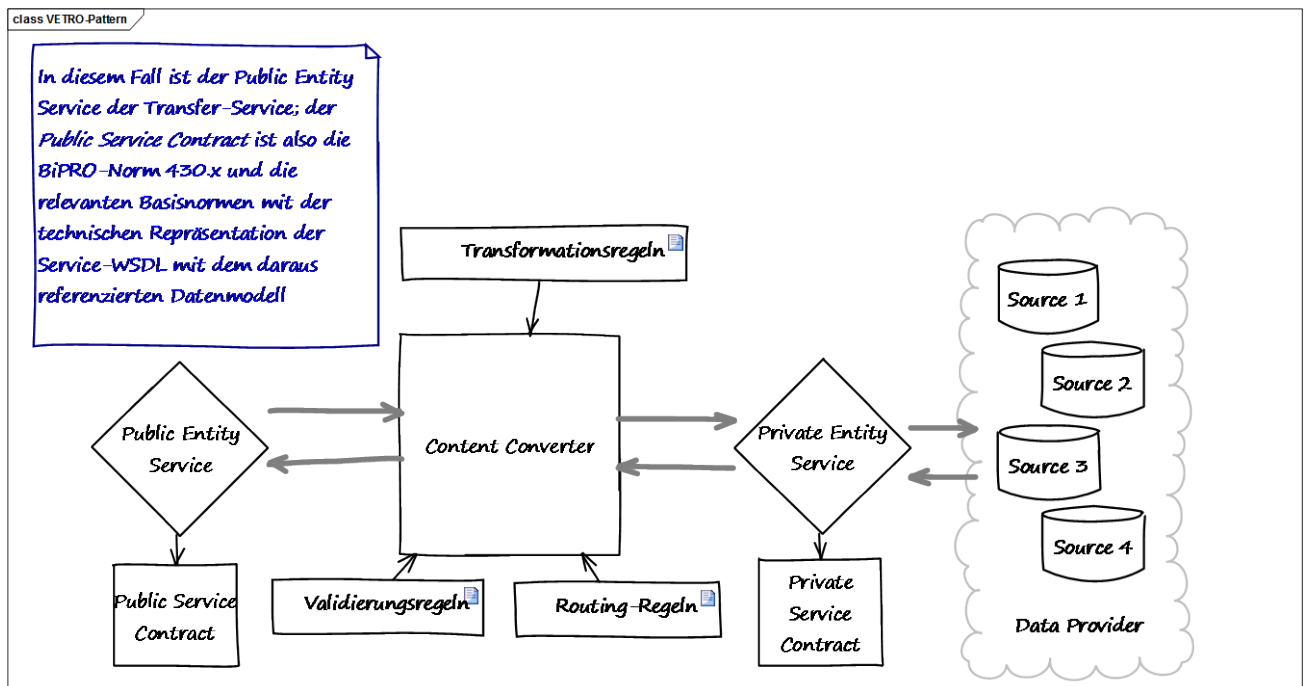 class VETRO-Pattern
In diesem Fall ist der Public Entity
Service der Transfer-Service; der
Public Service Contract ist also die
BiPRO-Norm 430.x und die
relevanten Basisnormen mit der
technischen Repräsentation der
Service-WSDL mit dem daraus
referenzierten Datenmodell
Transformationsregeln
Public Entity
Service
Content Converter
Private Entity
Service
Source 1
Source 2
Source 3
Source 4
Data Provider
Public Service
Contract
Validierungsregeln
Routing-Regeln
Private
Service
Contract